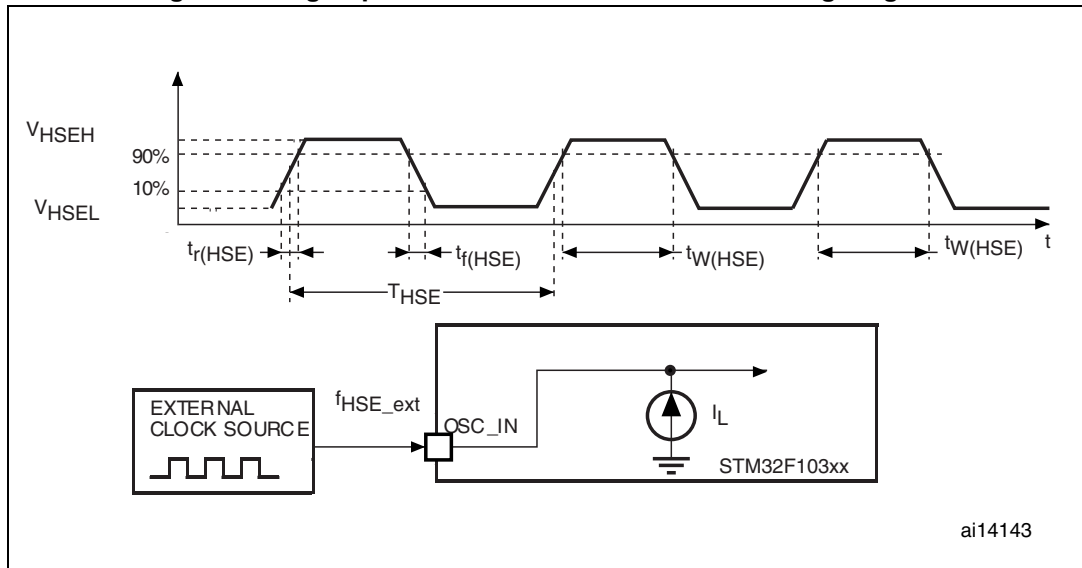 VHSEH
90%
10%
VHSEL
tr(HSE)
tf(HSE)
tW(HSE)
tW(HSE)
t
THSE
EXTERNAL
CLOCK SOURCE
fHSE_ext
OSC_IN
IL
STM32F103xx
ai14143